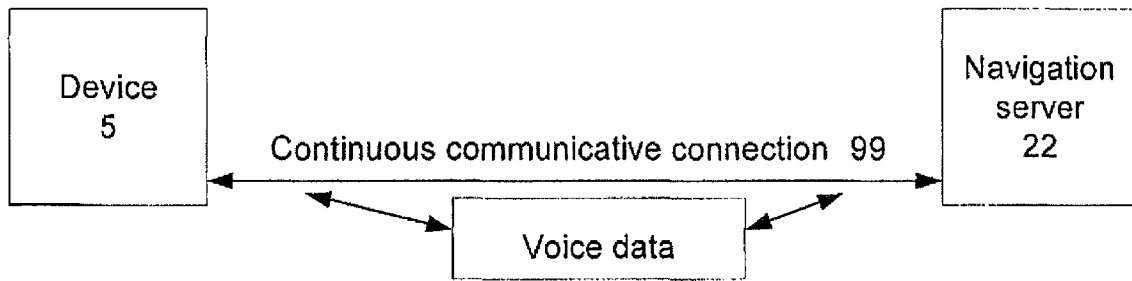 Device
5
Continuous communicative connection 99
Navigation
server
22
Voice data